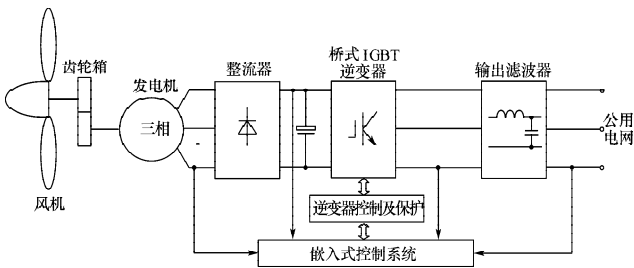 风机
齿轮箱
发电机
三相
整流器
桥式IGBT
逆变器
输出滤波器
公用
电网
逆变器控制及保护
嵌入式控制系统